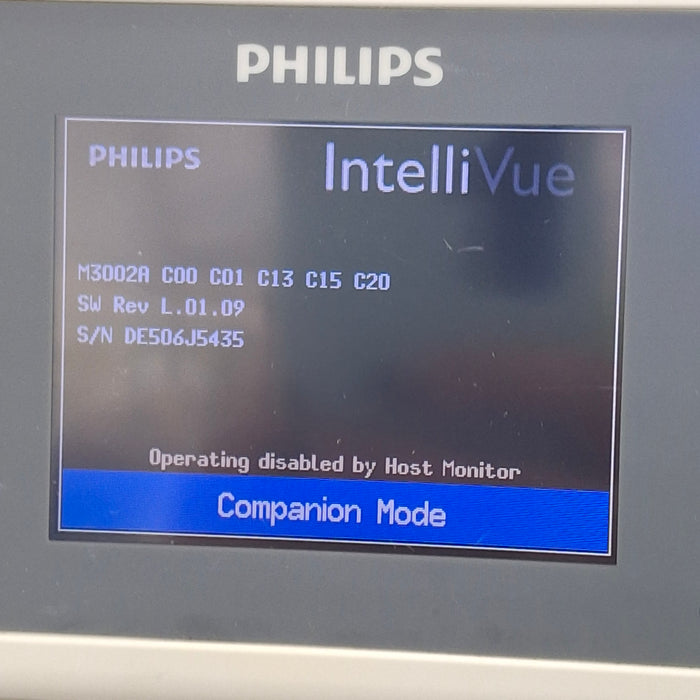 PHILIPS
PHILIPS IntelliVue
M3002A C00 C01 C13 C15 C20
SW Rev L.01.09
S/N DE506J5435
Operating disabled by Host Monitor
Companion Mode